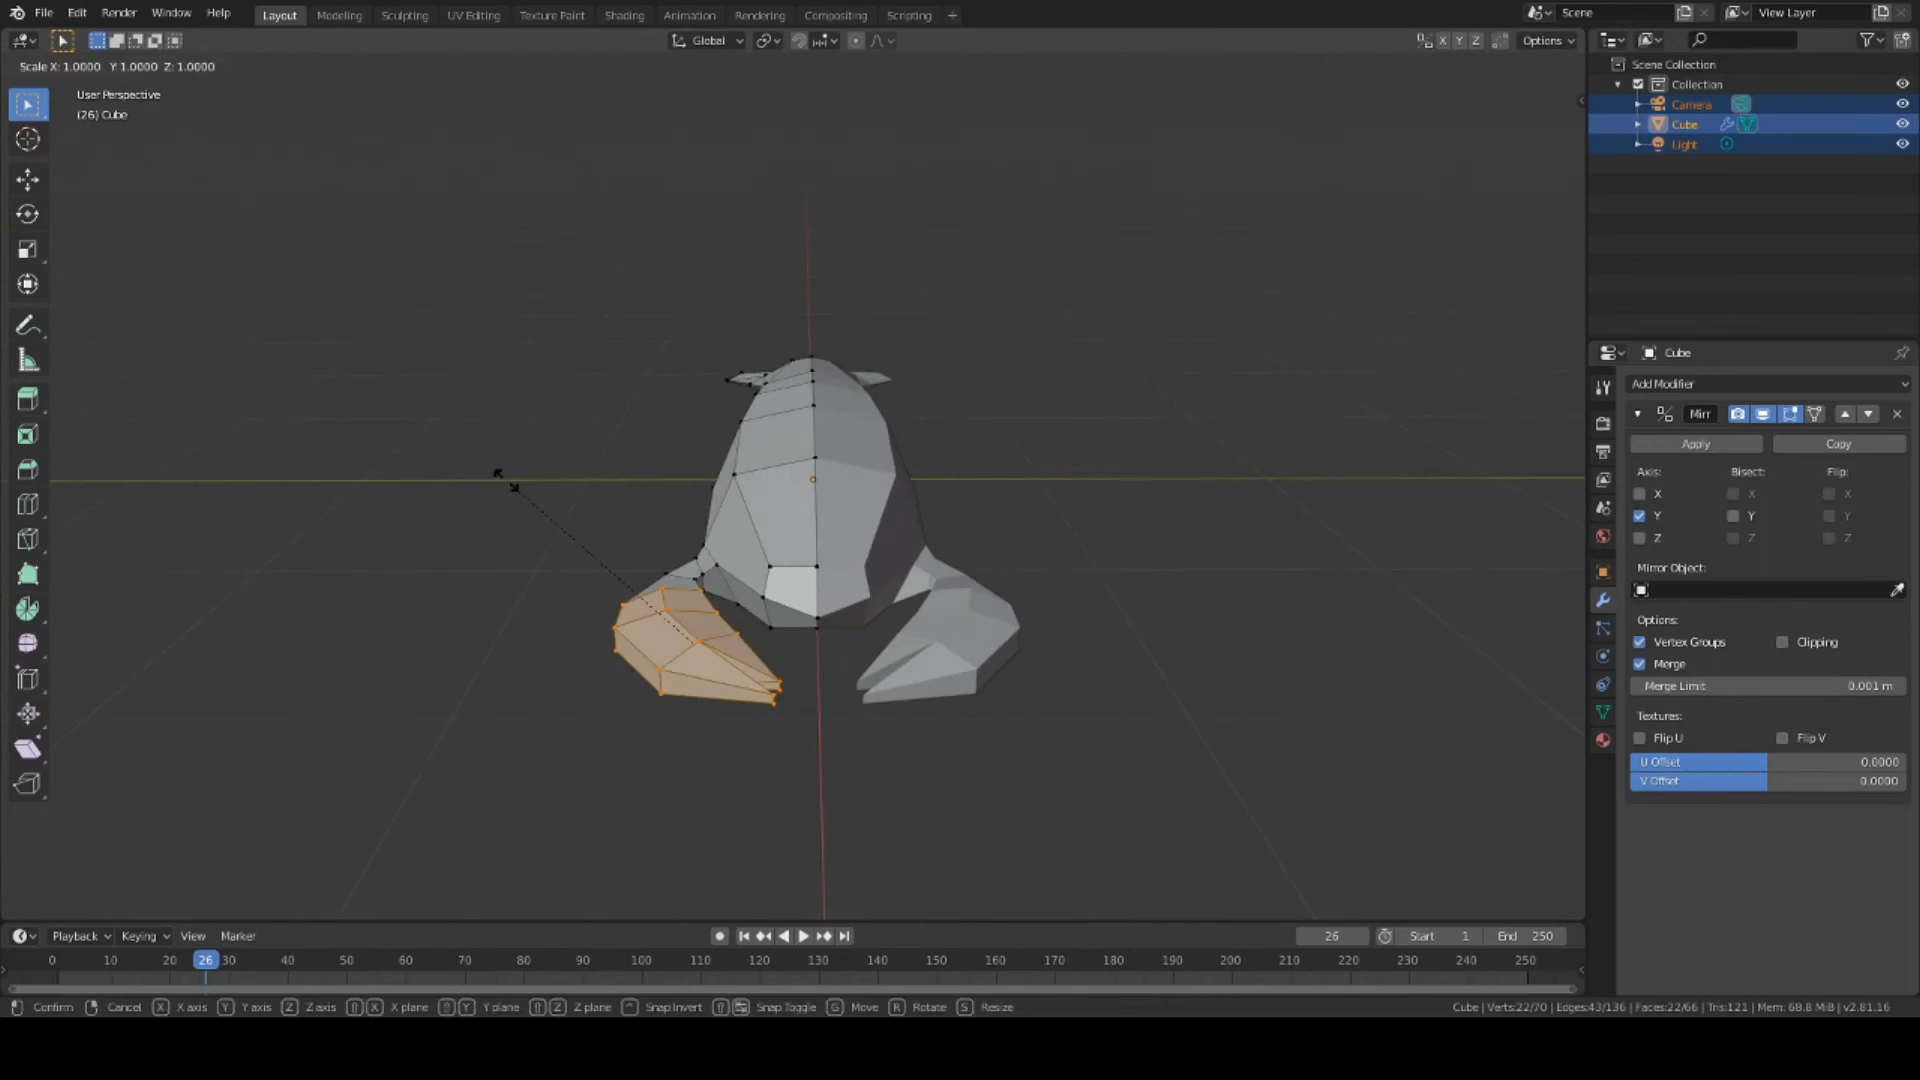 File Edit Render Window Help Layout Modeling Sculpting UV Editing Texture Paint Shading Animation Rendering Compositing Scripting + Scene View Layer
Global X Y Z Options
Scale X: 1.0000 Y: 1.0000 Z: 1.0000
Scene Collection
User Perspective
Collection
(26) Cube
Camera
Cube
Light
Cube
Add Modifier
Mirr
Apply Copy
Axis: Bisect: Flip:
X X X
Y Y Y
Z Z Z
Mirror Object:
Options:
Vertex Groups Clipping
Merge
Merge Limit 0.001 m
Textures:
Flip U Flip V
U Offset 0.0000
V Offset 0.0000
Playback Keying View Marker 26 Start 1 End 250
0 10 20 26 30 40 50 60 70 80 90 100 110 120 130 140 150 160 170 180 190 200 210 220 230 240 250
Confirm Cancel X X axis Y Y axis Z Z axis X X plane Y Y plane Z Z plane Snap Invert Snap Toggle G Move R Rotate S Resize Cube | Verts:22/70 | Edges:43/136 | Faces:22/66 | Tris:121 | Mem: 68.8 MiB | v2.81.16